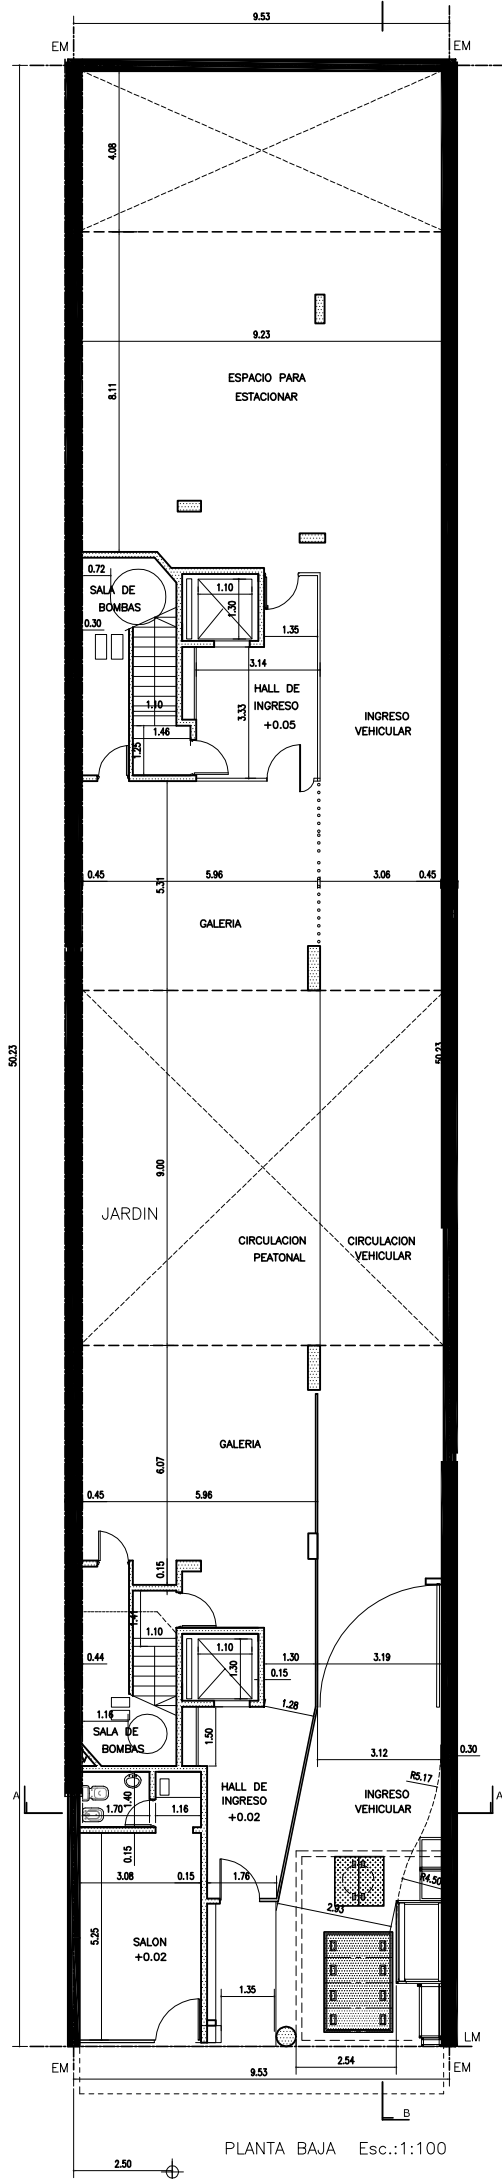 9.53
EM
EM
4.08
9.23
ESPACIO PARA
ESTACIONAR
8.11
0.72
SALA DE
BOMBAS
0.30
1.10
1.30
1.35
3.14
HALL DE
INGRESO
+0.05
3.33
INGRESO
VEHICULAR
1.10
1.46
1.25
0.45
5.96
3.06
0.45
5.31
GALERIA
50.23
50.23
9.00
JARDIN
CIRCULACION
PEATONAL
CIRCULACION
VEHICULAR
GALERIA
6.07
0.45
5.96
0.15
1.41
1.10
1.10
1.30
1.30
3.19
0.44
0.15
1.28
1.16
1.50
SALA DE
BOMBAS
3.12
0.30
R5.17
A
A
HALL DE
INGRESO
+0.02
INGRESO
VEHICULAR
1.70
1.40
1.16
0.15
3.08
0.15
1.76
R4.50
2.93
5.25
SALON
+0.02
1.35
LM
EM
2.54
EM
9.53
B
PLANTA BAJA Esc.:1:100
2.50